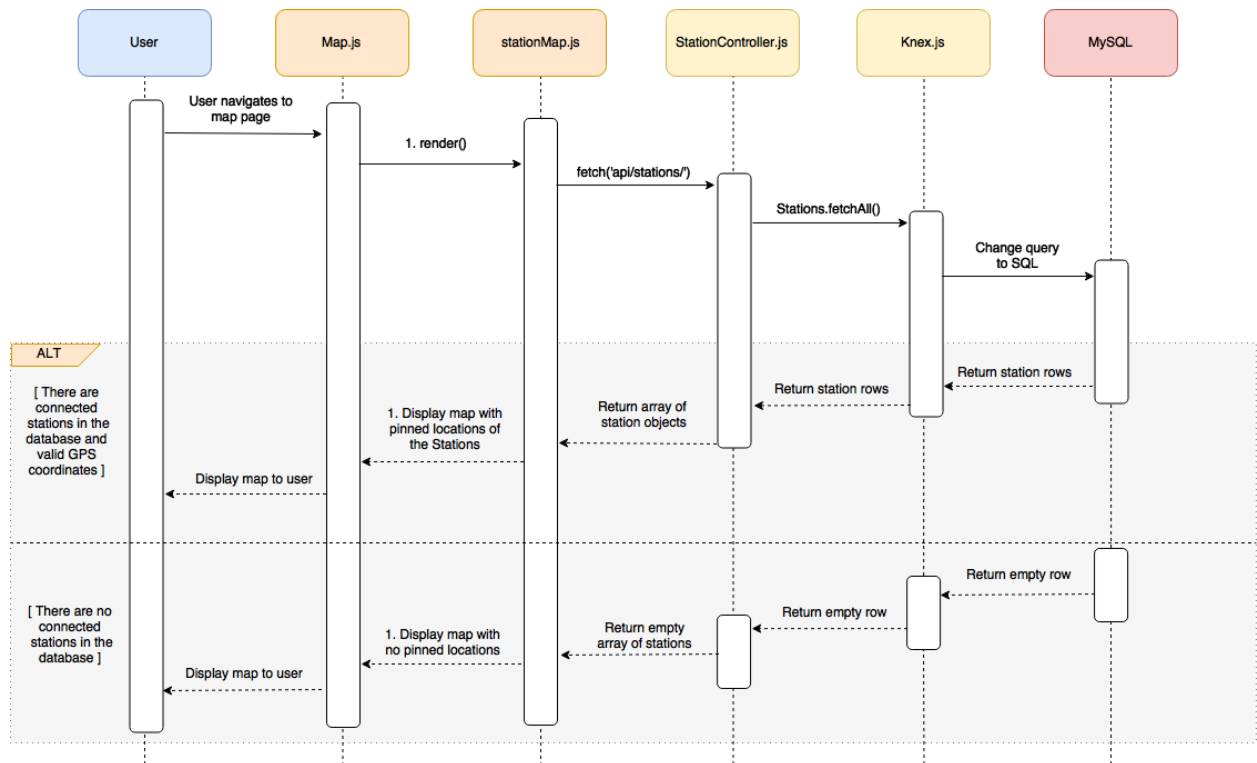 User
Map.js
stationMap.js
StationController.js
Knex.js
MySQL
User navigates to
map page
1. render()
fetch('api/stations/')
Stations.fetchAll()
Change query
to SQL
ALT
[ There are
connected
stations in the
database and
valid GPS
coordinates ]
Return station rows
Return station rows
Return array of
station objects
1. Display map with
pinned locations of
the Stations
Display map to user
[ There are no
connected
stations in the
database ]
Return empty row
Return empty row
Return empty
array of stations
1. Display map with
no pinned locations
Display map to user